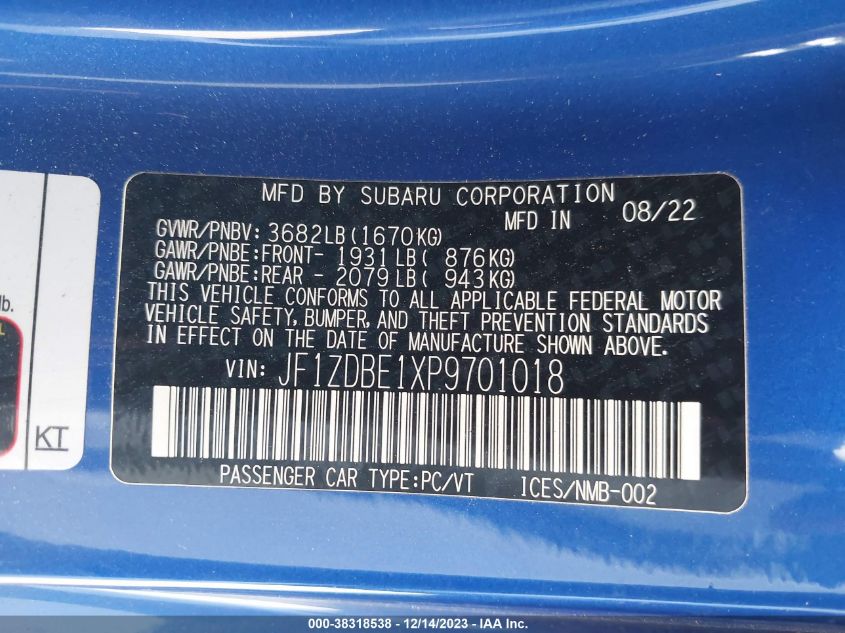 MFD BY SUBARU CORPORATION
MFD IN 08/22
GVWR/PNBV: 3682LB(1670KG)
GAWR/PNBE:FRONT- 1931LB( 876KG)
GAWR/PNBE:REAR - 2079LB( 943KG)
THIS VEHICLE CONFORMS TO ALL APPLICABLE FEDERAL MOTOR
VEHICLE SAFETY, BUMPER, AND THEFT PREVENTION STANDARDS
IN EFFECT ON THE DATE OF MANUFACTURE SHOWN ABOVE.
VIN: JF1ZDBE1XP9701018
PASSENGER CAR TYPE:PC/VT ICES/NMB-002
lb.
L
KT
000-38318538 - 12/14/2023 - IAA Inc.